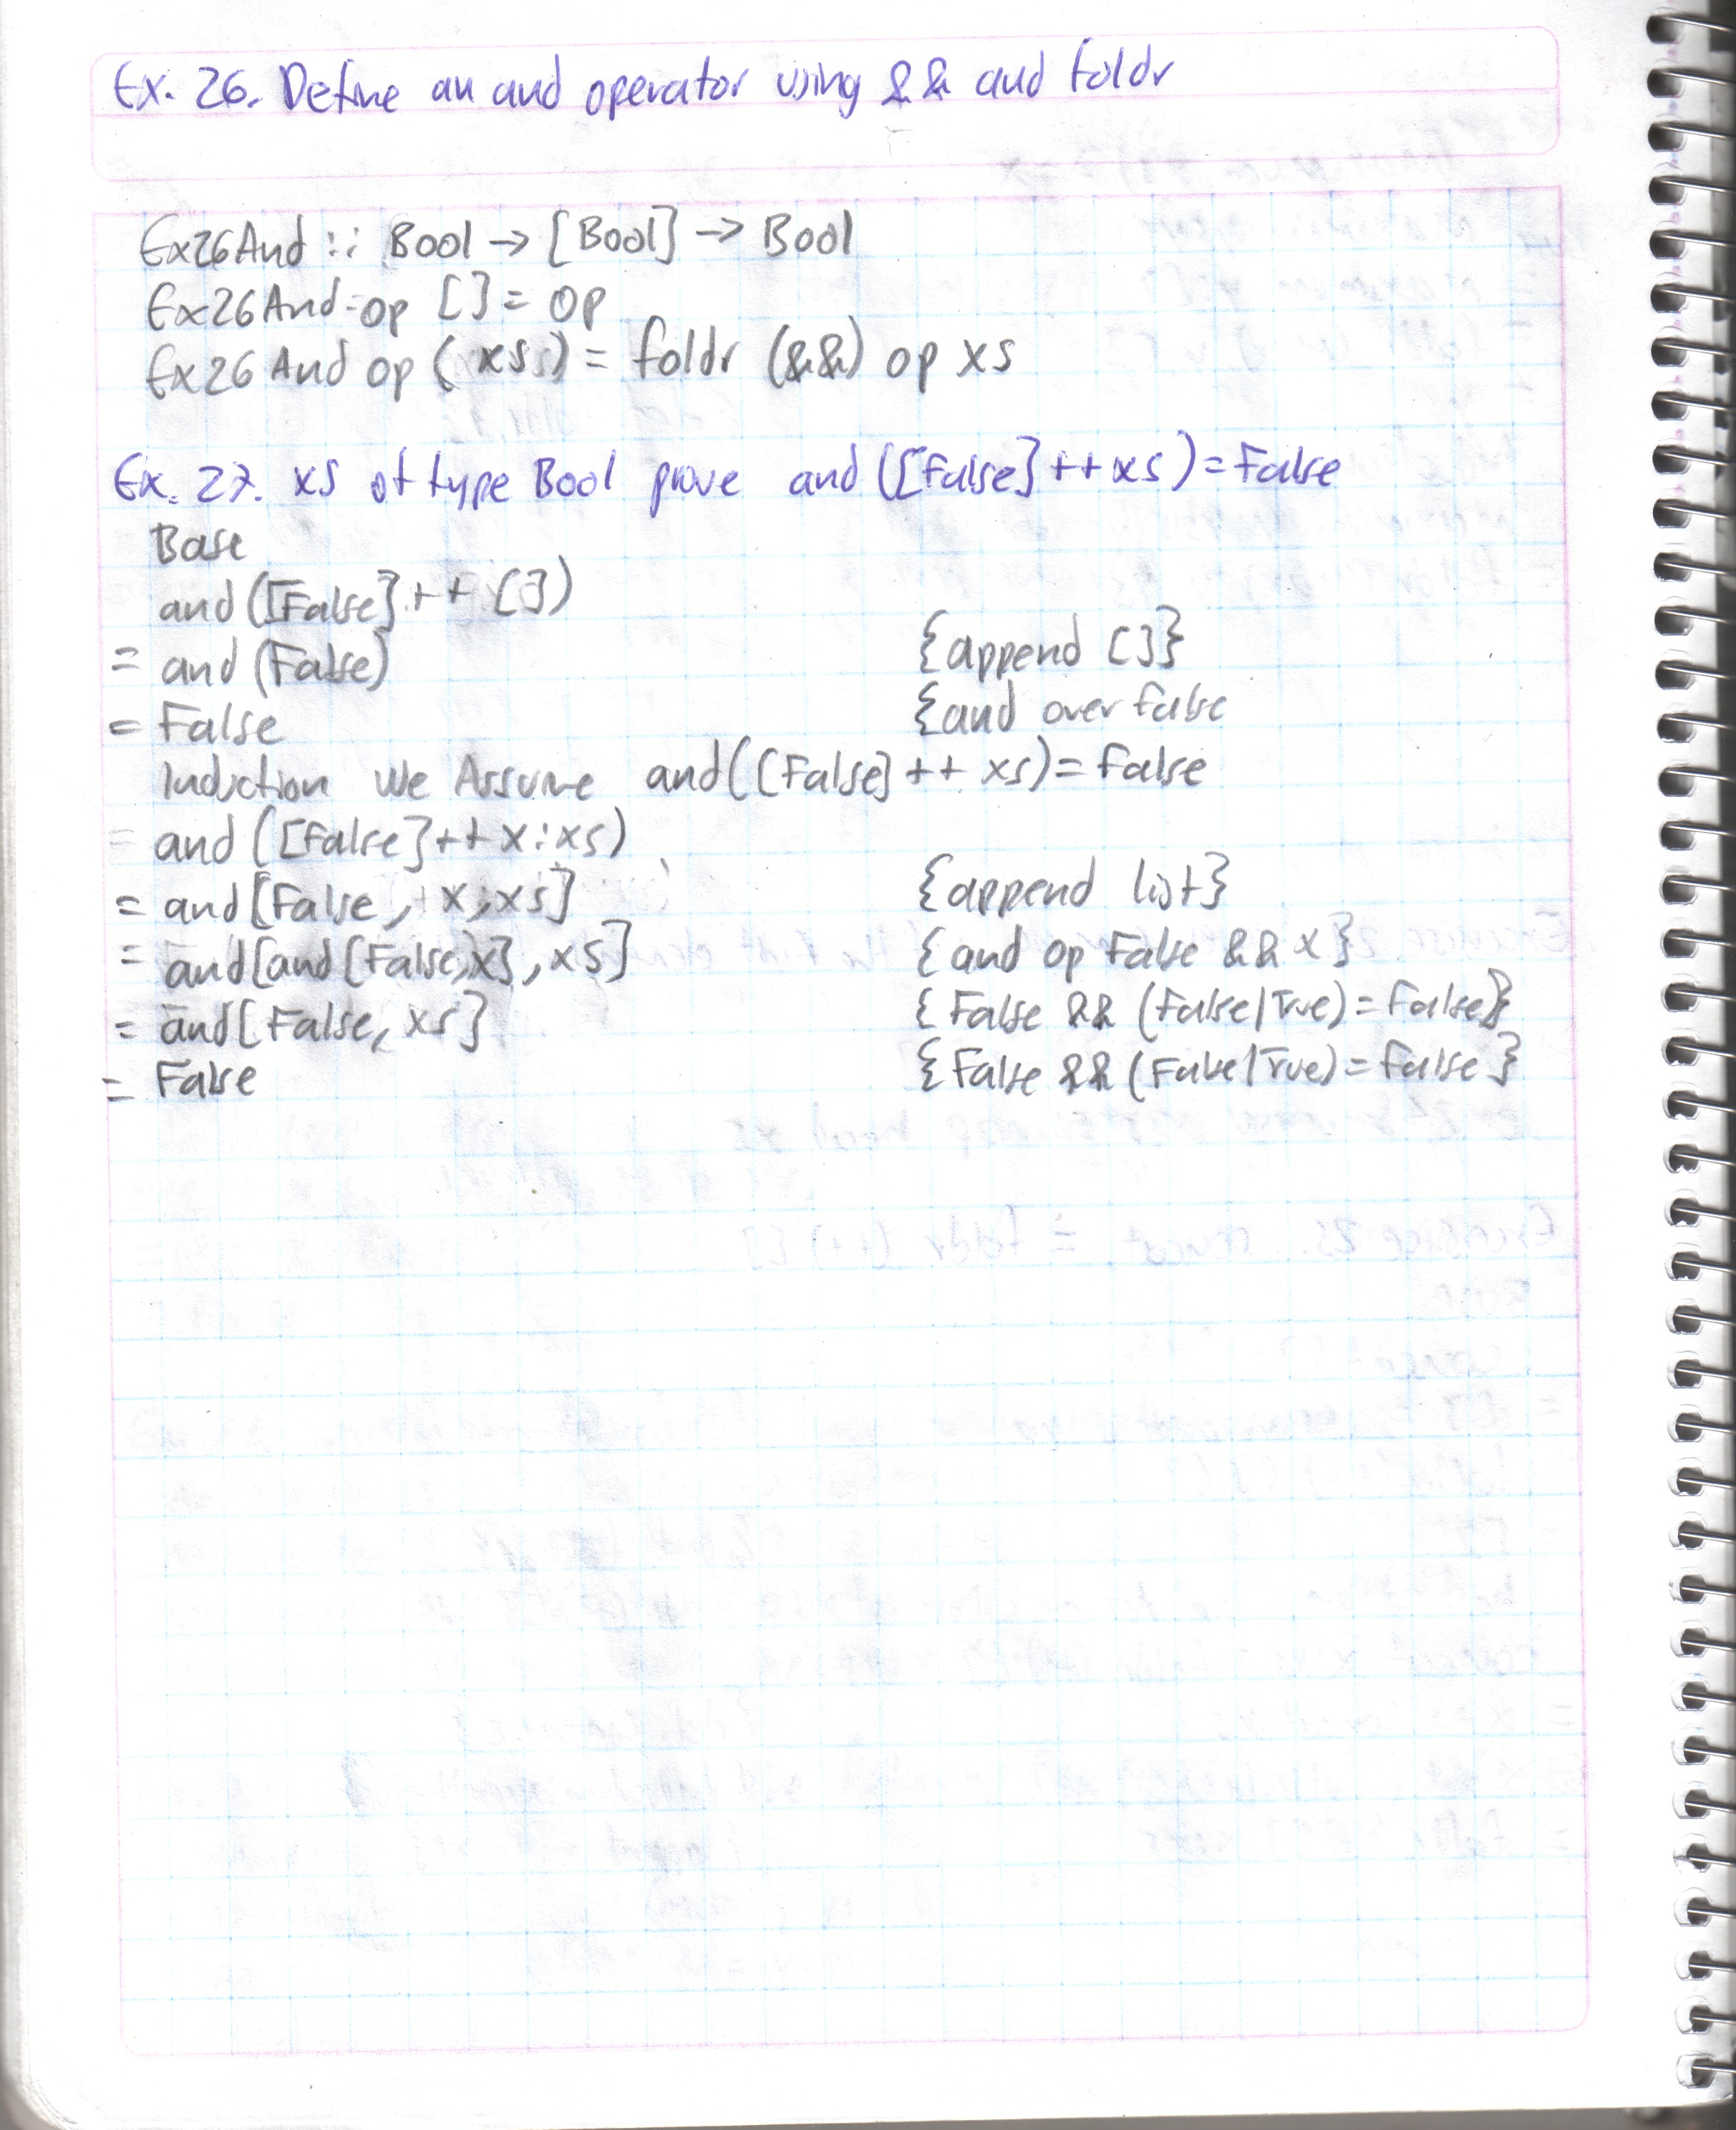 Ex. 26. Define an and operator using && and foldr
Ex26And :: Bool -> [Bool] -> Bool
Ex26And op [] = op
Ex26 And op (xs) = foldr (&&) op xs
Ex. 27. xs of type Bool prove and ([False] ++ xs) = False
Base
and ([False] ++ [])
= and (False) {append []}
= False {and over false
Induction We Assume and([False] ++ xs) = False
= and ([False] ++ x:xs)
= and [False, x, xs] {append list}
= and [and [False, x], xs] {and op False && x}
= and [False, xs] {False && (False|True) = False}
= False {False && (False|True) = False}